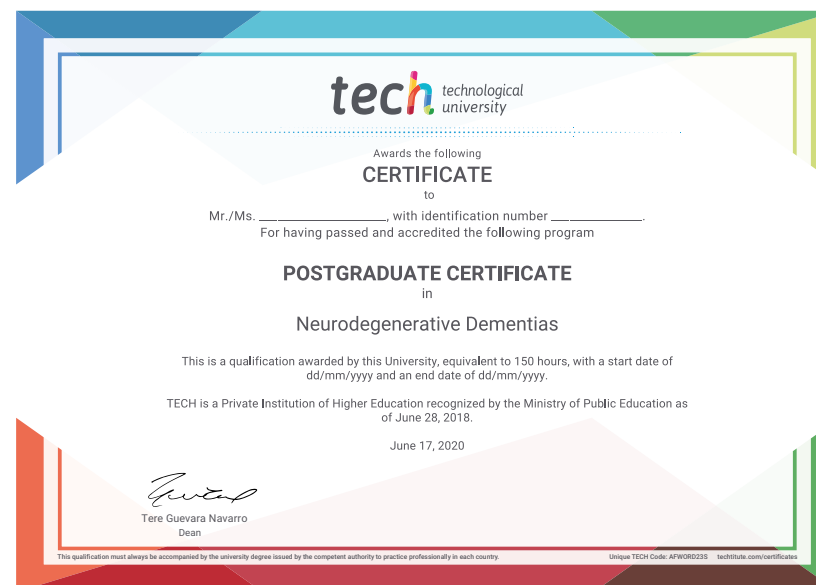 tech technological
university
Awards the following
CERTIFICATE
to
Mr./Ms. ____________________, with identification number ______________.
For having passed and accredited the following program
POSTGRADUATE CERTIFICATE
in
Neurodegenerative Dementias
This is a qualification awarded by this University, equivalent to 150 hours, with a start date of
dd/mm/yyyy and an end date of dd/mm/yyyy.
TECH is a Private Institution of Higher Education recognized by the Ministry of Public Education as
of June 28, 2018.
June 17, 2020
Tere Guevara Navarro
Dean
This qualification must always be accompanied by the university degree issued by the competent authority to practice professionally in each country. Unique TECH Code: AFWORD23S techtitute.com/certificates